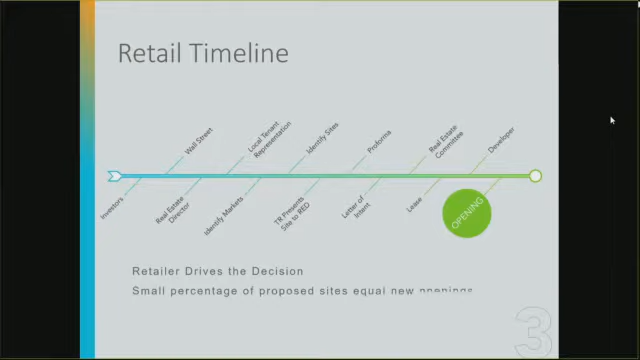 Retail Timeline
Wall Street
Local Tenant
Representation
Identify Sites
Proforma
Real Estate
Committee
Developer
Investors
Real Estate
Director
Identify Markets
TR Presents
Site to RED
Letter of
Intent
Lease
OPENING
Retailer Drives the Decision
Small percentage of proposed sites equal new openings
3